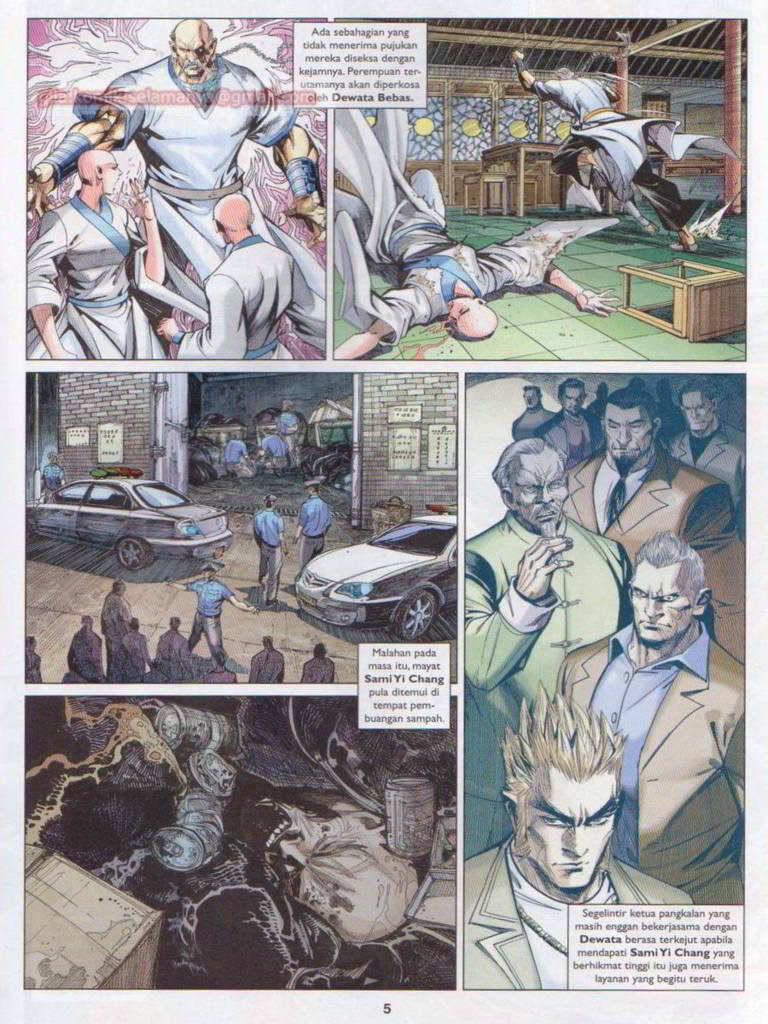 Ada sebahagian yang
tidak menerima pujukan
mereka diseksa dengan
kejamnya. Perempuan ter-
utamanya akan diperkosa
oleh Dewata Bebas.
Malahan pada
masa itu, mayat
Sami Yi Chang
pula ditemui di
tempat pem-
buangan sampah.
Segelintir ketua pangkalan yang
masih enggan bekerjasama dengan
Dewata berasa terkejut apabila
mendapati Sami Yi Chang yang
berhikmat tinggi itu juga menerima
layanan yang begitu teruk.
5